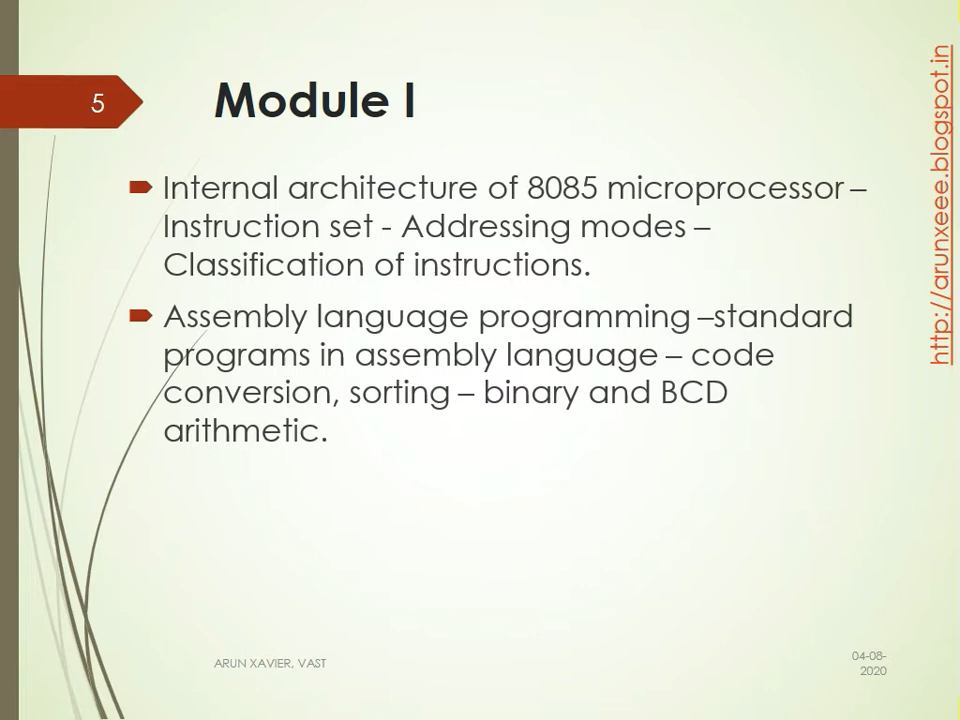 5
Module I
Internal architecture of 8085 microprocessor –
Instruction set - Addressing modes –
Classification of instructions.
Assembly language programming –standard
programs in assembly language – code
conversion, sorting – binary and BCD
arithmetic.
http://arunxeee.blogspot.in
ARUN XAVIER, VAST
04-08-
2020